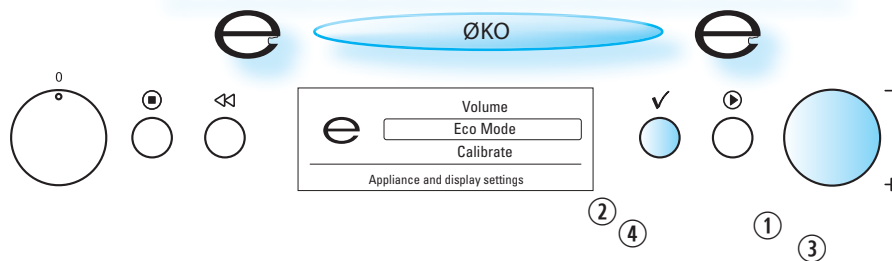 ØKO
0
Volume
Eco Mode
Calibrate
Appliance and display settings
−
+
② ①
④ ③